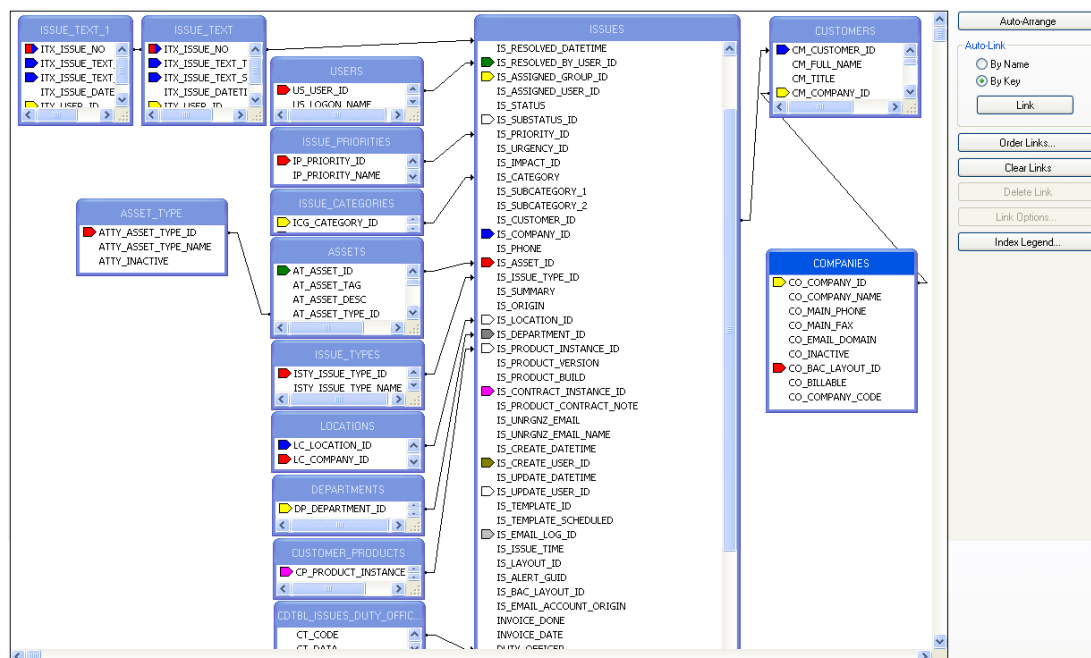 ISSUE_TEXT_1
ITX_ISSUE_NO
ITX_ISSUE_TEXT_
ITX_ISSUE_TEXT_
ITX_ISSUE_DATE
ITX_USER_ID
ISSUE_TEXT
ITX_ISSUE_NO
ITX_ISSUE_TEXT_T
ITX_ISSUE_TEXT_S
ITX_ISSUE_DATETI
ITX_USER_ID
USERS
US_USER_ID
US_LOGON_NAME
ISSUE_PRIORITIES
IP_PRIORITY_ID
IP_PRIORITY_NAME
ISSUE_CATEGORIES
ICG_CATEGORY_ID
ASSET_TYPE
ATTY_ASSET_TYPE_ID
ATTY_ASSET_TYPE_NAME
ATTY_INACTIVE
ASSETS
AT_ASSET_ID
AT_ASSET_TAG
AT_ASSET_DESC
AT_ASSET_TYPE_ID
ISSUE_TYPES
ISTY_ISSUE_TYPE_ID
ISTY_ISSUE_TYPE_NAME
LOCATIONS
LC_LOCATION_ID
LC_COMPANY_ID
DEPARTMENTS
DP_DEPARTMENT_ID
CUSTOMER_PRODUCTS
CP_PRODUCT_INSTANCE
CDTBL_ISSUES_DUTY_OFFIC...
CT_CODE
CT_DATA
ISSUES
IS_RESOLVED_DATETIME
IS_RESOLVED_BY_USER_ID
IS_ASSIGNED_GROUP_ID
IS_ASSIGNED_USER_ID
IS_STATUS
IS_SUBSTATUS_ID
IS_PRIORITY_ID
IS_URGENCY_ID
IS_IMPACT_ID
IS_CATEGORY
IS_SUBCATEGORY_1
IS_SUBCATEGORY_2
IS_CUSTOMER_ID
IS_COMPANY_ID
IS_PHONE
IS_ASSET_ID
IS_ISSUE_TYPE_ID
IS_SUMMARY
IS_ORIGIN
IS_LOCATION_ID
IS_DEPARTMENT_ID
IS_PRODUCT_INSTANCE_ID
IS_PRODUCT_VERSION
IS_PRODUCT_BUILD
IS_CONTRACT_INSTANCE_ID
IS_PRODUCT_CONTRACT_NOTE
IS_UNRGNZ_EMAIL
IS_UNRGNZ_EMAIL_NAME
IS_CREATE_DATETIME
IS_CREATE_USER_ID
IS_UPDATE_DATETIME
IS_UPDATE_USER_ID
IS_TEMPLATE_ID
IS_TEMPLATE_SCHEDULED
IS_EMAIL_LOG_ID
IS_ISSUE_TIME
IS_LAYOUT_ID
IS_ALERT_GUID
IS_BAC_LAYOUT_ID
IS_EMAIL_ACCOUNT_ORIGIN
INVOICE_DONE
INVOICE_DATE
DUTY_OFFICER
CUSTOMERS
CM_CUSTOMER_ID
CM_FULL_NAME
CM_TITLE
CM_COMPANY_ID
COMPANIES
CO_COMPANY_ID
CO_COMPANY_NAME
CO_MAIN_PHONE
CO_MAIN_FAX
CO_EMAIL_DOMAIN
CO_INACTIVE
CO_BAC_LAYOUT_ID
CO_BILLABLE
CO_COMPANY_CODE
Auto-Arrange
Auto-Link
By Name
By Key
Link
Order Links...
Clear Links
Delete Link
Link Options...
Index Legend...